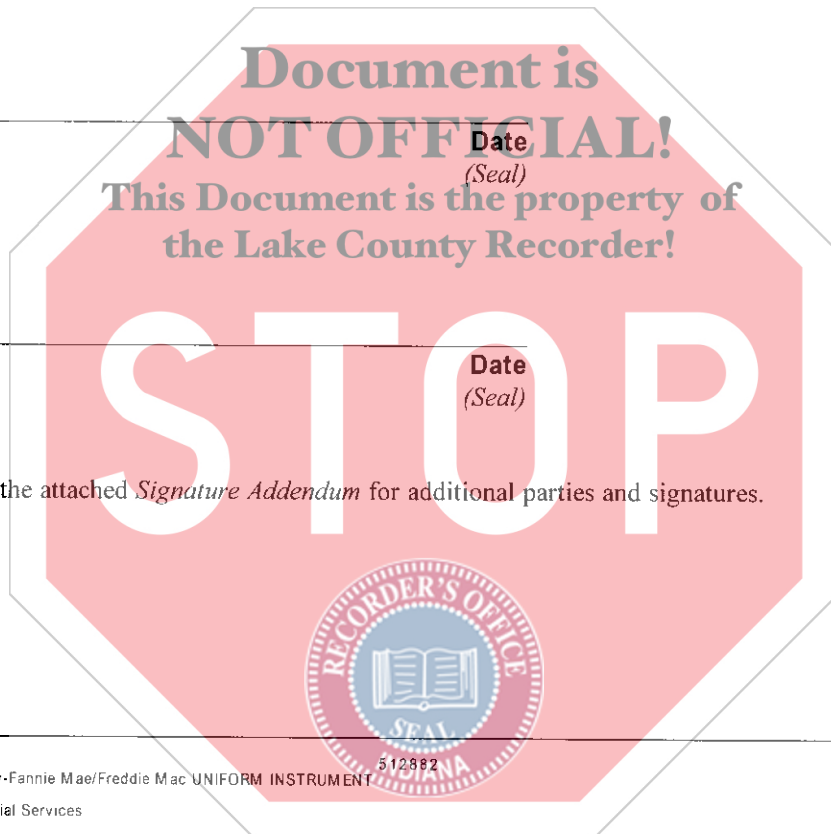 Document is
NOT OFFICIAL!
Date
(Seal)
This Document is the property of
the Lake County Recorder!
STOP
Date
(Seal)
the attached Signature Addendum for additional parties and signatures.
RECORDER'S OFFICE
SEAL
INDIANA
512882
-Fannie Mae/Freddie Mac UNIFORM INSTRUMENT
ial Services